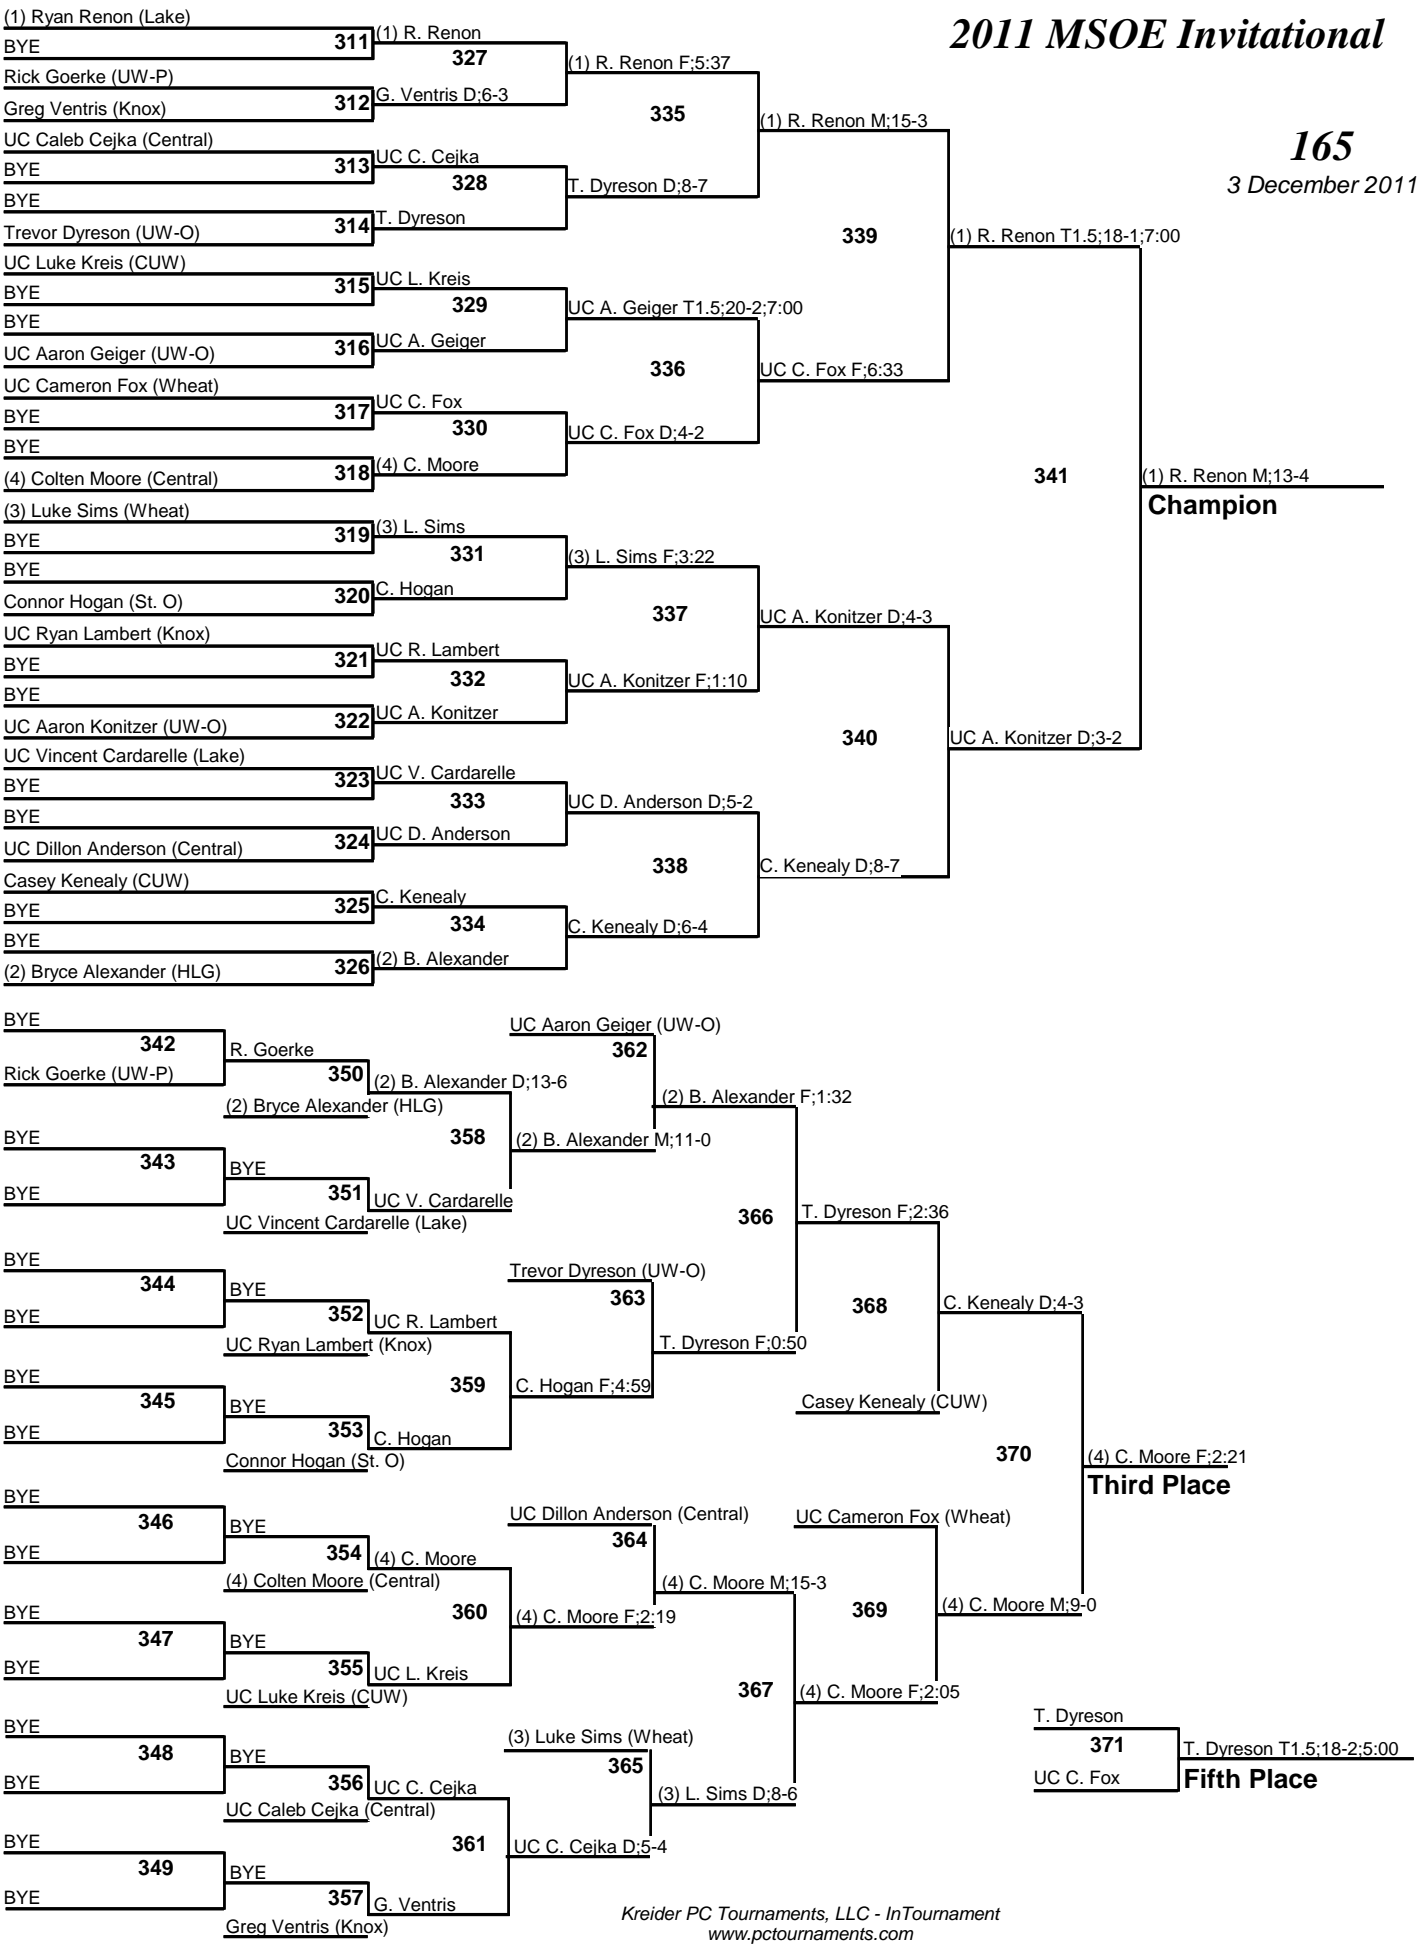 2011 MSOE Invitational
165
3 December 2011
(1) Ryan Renon (Lake)
BYE
311
Rick Goerke (UW-P)
Greg Ventris (Knox)
312
UC Caleb Cejka (Central)
BYE
313
BYE
Trevor Dyreson (UW-O)
314
UC Luke Kreis (CUW)
BYE
315
BYE
UC Aaron Geiger (UW-O)
316
UC Cameron Fox (Wheat)
BYE
317
BYE
(4) Colten Moore (Central)
318
(3) Luke Sims (Wheat)
BYE
319
BYE
Connor Hogan (St. O)
320
UC Ryan Lambert (Knox)
BYE
321
BYE
UC Aaron Konitzer (UW-O)
322
UC Vincent Cardarelle (Lake)
BYE
323
BYE
UC Dillon Anderson (Central)
324
Casey Kenealy (CUW)
BYE
325
BYE
(2) Bryce Alexander (HLG)
326
(1) R. Renon
327
G. Ventris D;6-3
UC C. Cejka
328
T. Dyreson
UC L. Kreis
329
UC A. Geiger
UC C. Fox
330
(4) C. Moore
(3) L. Sims
331
C. Hogan
UC R. Lambert
332
UC A. Konitzer
UC V. Cardarelle
333
UC D. Anderson
C. Kenealy
334
(2) B. Alexander
(1) R. Renon F;5:37
335
T. Dyreson D;8-7
UC A. Geiger T1.5;20-2;7:00
336
UC C. Fox D;4-2
(3) L. Sims F;3:22
337
UC A. Konitzer F;1:10
UC D. Anderson D;5-2
338
C. Kenealy D;6-4
(1) R. Renon M;15-3
339
UC C. Fox F;6:33
UC A. Konitzer D;4-3
340
C. Kenealy D;8-7
(1) R. Renon T1.5;18-1;7:00
341
UC A. Konitzer D;3-2
(1) R. Renon M;13-4
Champion
BYE
342
Rick Goerke (UW-P)
BYE
343
BYE
BYE
344
BYE
BYE
345
BYE
BYE
346
BYE
BYE
347
BYE
BYE
348
BYE
BYE
349
BYE
R. Goerke
350
(2) Bryce Alexander (HLG)
BYE
351
UC Vincent Cardarelle (Lake)
BYE
352
UC Ryan Lambert (Knox)
BYE
353
Connor Hogan (St. O)
BYE
354
(4) Colten Moore (Central)
BYE
355
UC Luke Kreis (CUW)
BYE
356
UC Caleb Cejka (Central)
BYE
357
Greg Ventris (Knox)
(2) B. Alexander D;13-6
358
UC V. Cardarelle
UC R. Lambert
359
C. Hogan
(4) C. Moore
360
UC L. Kreis
UC C. Cejka
361
G. Ventris
UC Aaron Geiger (UW-O)
362
(2) B. Alexander M;11-0
Trevor Dyreson (UW-O)
363
C. Hogan F;4:59
UC Dillon Anderson (Central)
364
(4) C. Moore F;2:19
(3) Luke Sims (Wheat)
365
UC C. Cejka D;5-4
(2) B. Alexander F;1:32
366
T. Dyreson F;0:50
(4) C. Moore M;15-3
367
(3) L. Sims D;8-6
T. Dyreson F;2:36
368
Casey Kenealy (CUW)
UC Cameron Fox (Wheat)
369
(4) C. Moore F;2:05
C. Kenealy D;4-3
370
(4) C. Moore M;9-0
(4) C. Moore F;2:21
Third Place
T. Dyreson
371
UC C. Fox
T. Dyreson T1.5;18-2;5:00
Fifth Place
Kreider PC Tournaments, LLC - InTournament
www.pctournaments.com